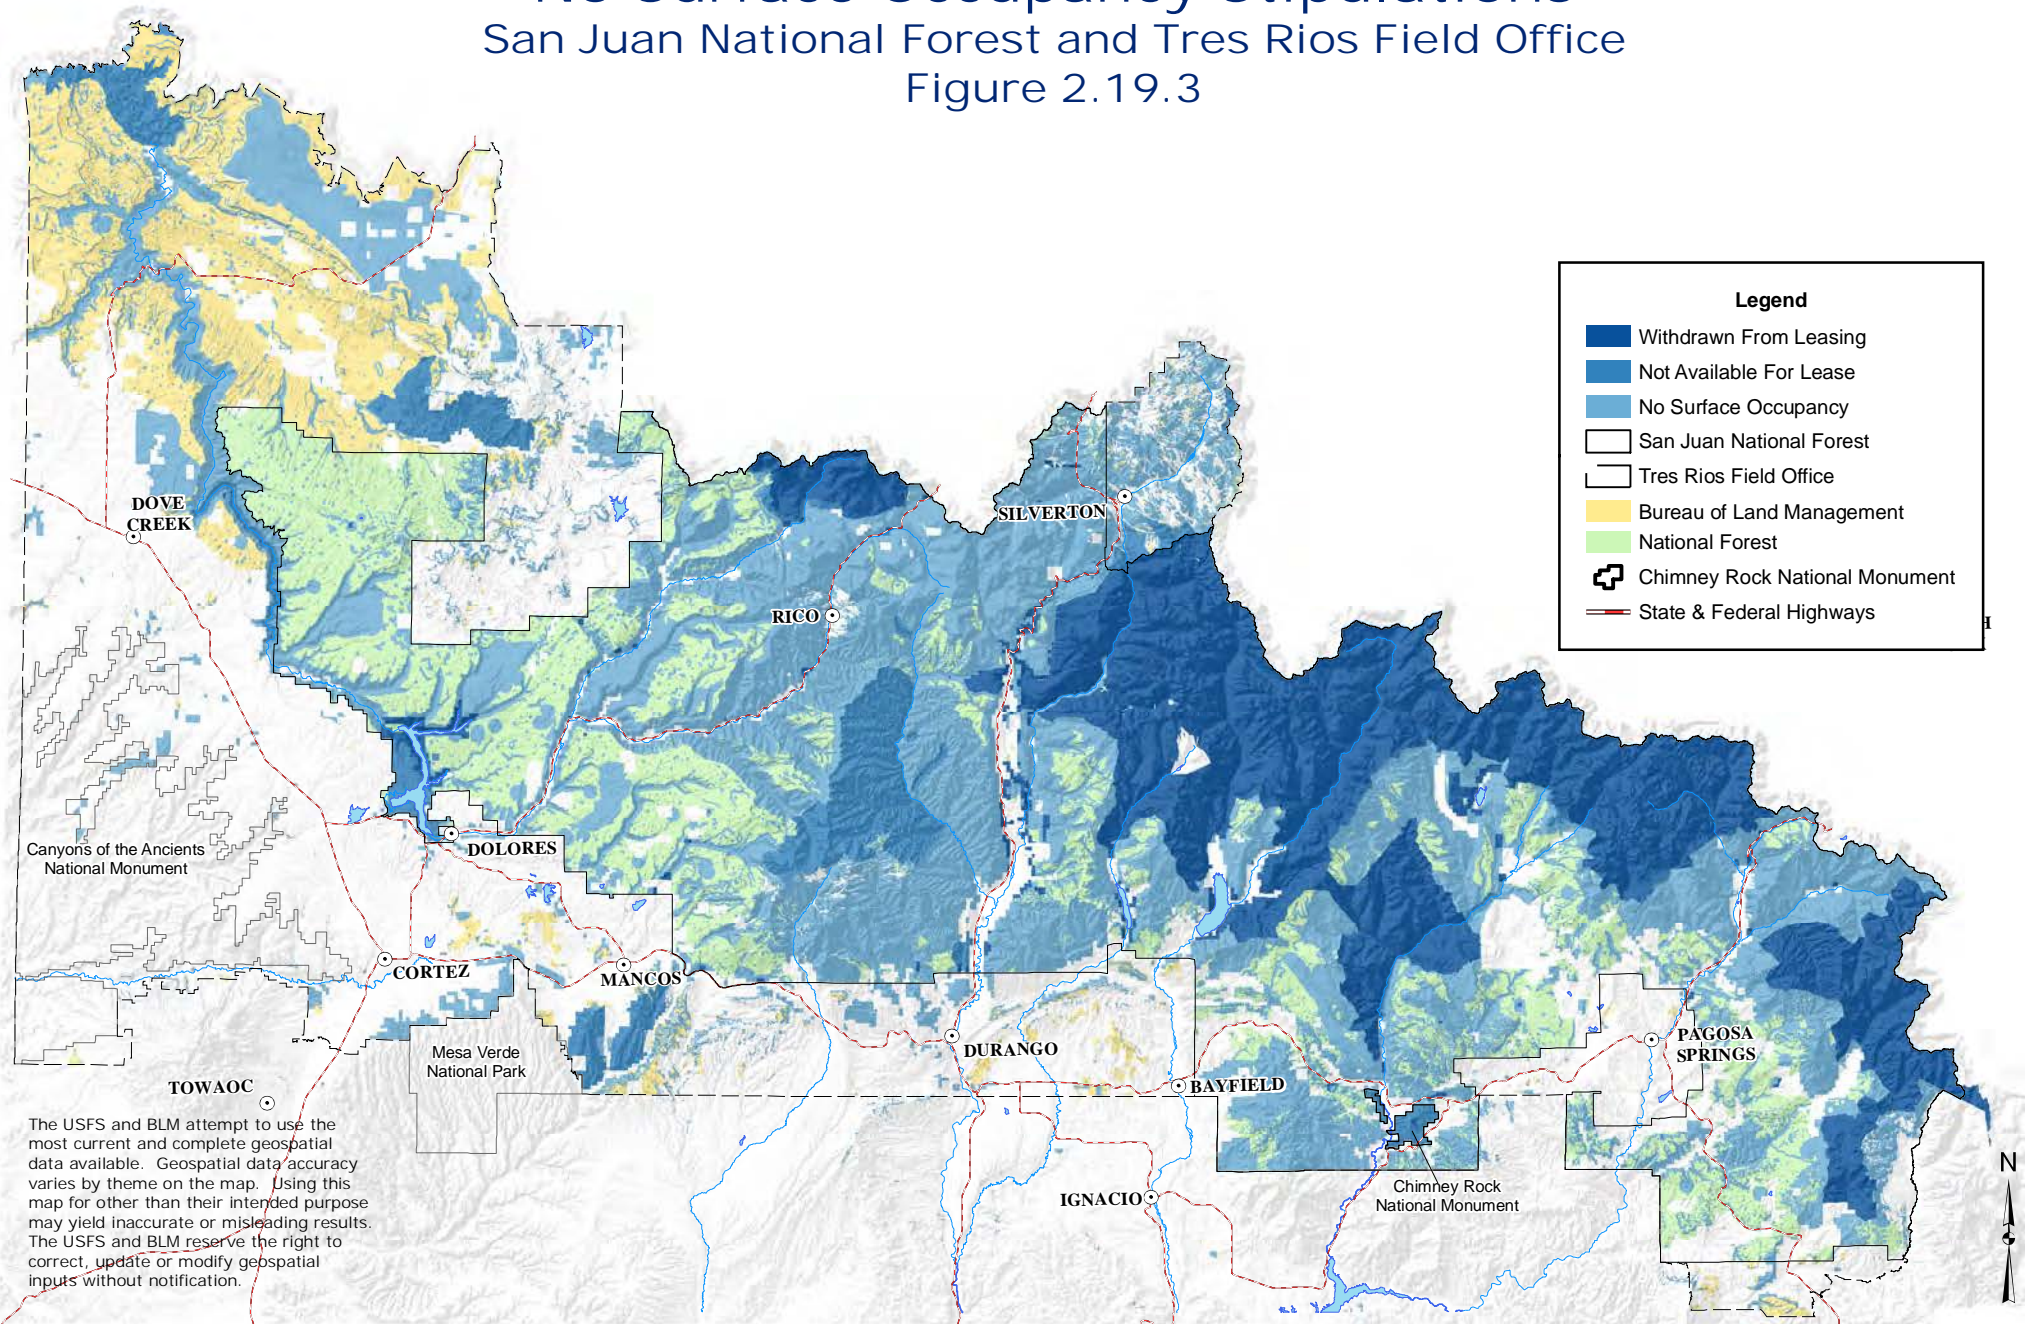 No Surface Occupancy Stipulations
San Juan National Forest and Tres Rios Field Office
Figure 2.19.3
Legend
Withdrawn From Leasing
Not Available For Lease
No Surface Occupancy
San Juan National Forest
Tres Rios Field Office
Bureau of Land Management
National Forest
Chimney Rock National Monument
State & Federal Highways
H
DOVE
CREEK
SILVERTON
RICO
DOLORES
Canyons of the Ancients
National Monument
CORTEZ
MANCOS
Mesa Verde
National Park
DURANGO
PAGOSA
SPRINGS
BAYFIELD
TOWAOC
IGNACIO
Chimney Rock
National Monument
N
The USFS and BLM attempt to use the
most current and complete geospatial
data available. Geospatial data accuracy
varies by theme on the map. Using this
map for other than their intended purpose
may yield inaccurate or misleading results.
The USFS and BLM reserve the right to
correct, update or modify geospatial
inputs without notification.